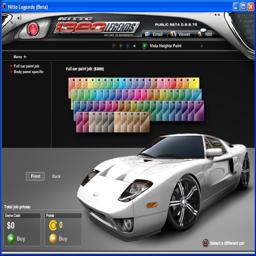 Nitto Legends (Beta)
NITTO
1320 LEGENDS
PUBLIC BETA 0.9.8.76
Email
Viewer
Vista Heights Paint
Menu
Full car paint job
Body panel specific
Full car paint job: ($300)
Front
Back
Total job prices:
Game Cash
Points
$0
0
Buy
Buy
Select a different car